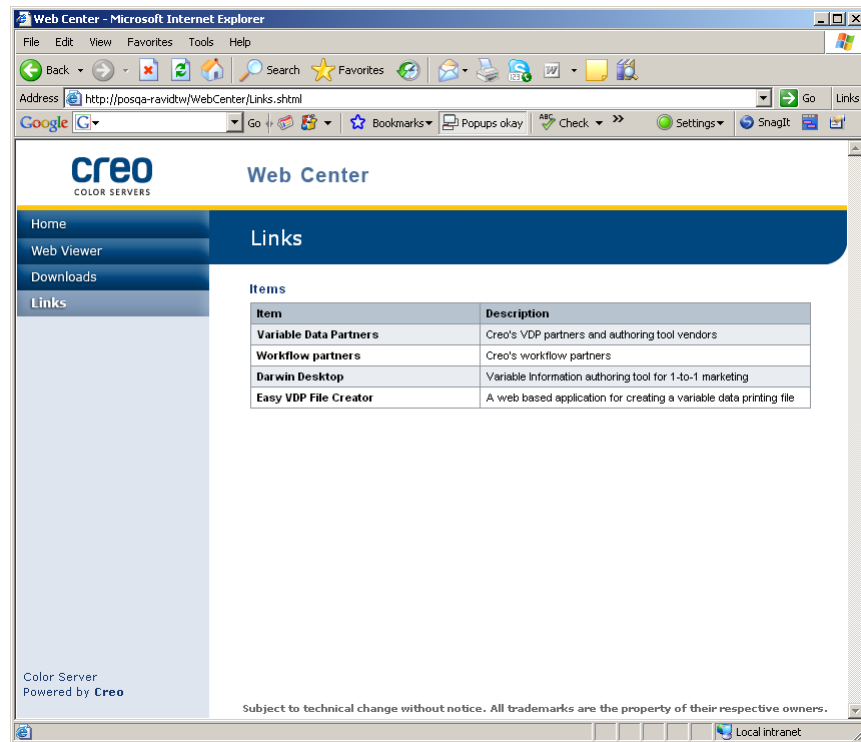 Web Center - Microsoft Internet Explorer
File Edit View Favorites Tools Help
Back Search Favorites
Address http://posqa-ravidtw/WebCenter/Links.shtml Go Links
Google G Go Bookmarks Popups okay ABC Check » Settings SnagIt
creo
COLOR SERVERS
Web Center
Home
Web Viewer
Downloads
Links
Links
Items
Item Description
Variable Data Partners Creo's VDP partners and authoring tool vendors
Workflow partners Creo's workflow partners
Darwin Desktop Variable Information authoring tool for 1-to-1 marketing
Easy VDP File Creator A web based application for creating a variable data printing file
Color Server
Powered by Creo
Subject to technical change without notice. All trademarks are the property of their respective owners.
Local intranet